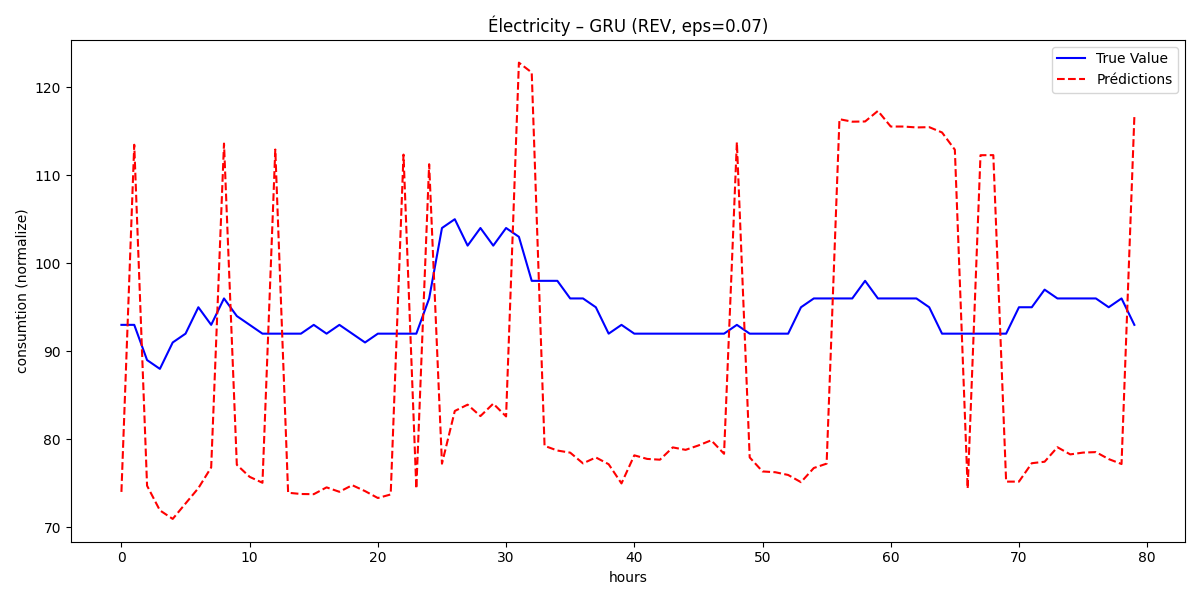 Électricity – GRU (REV, eps=0.07)
True Value
Prédictions
consumtion (normalize)
120
110
100
90
80
70
0 10 20 30 40 50 60 70 80
hours